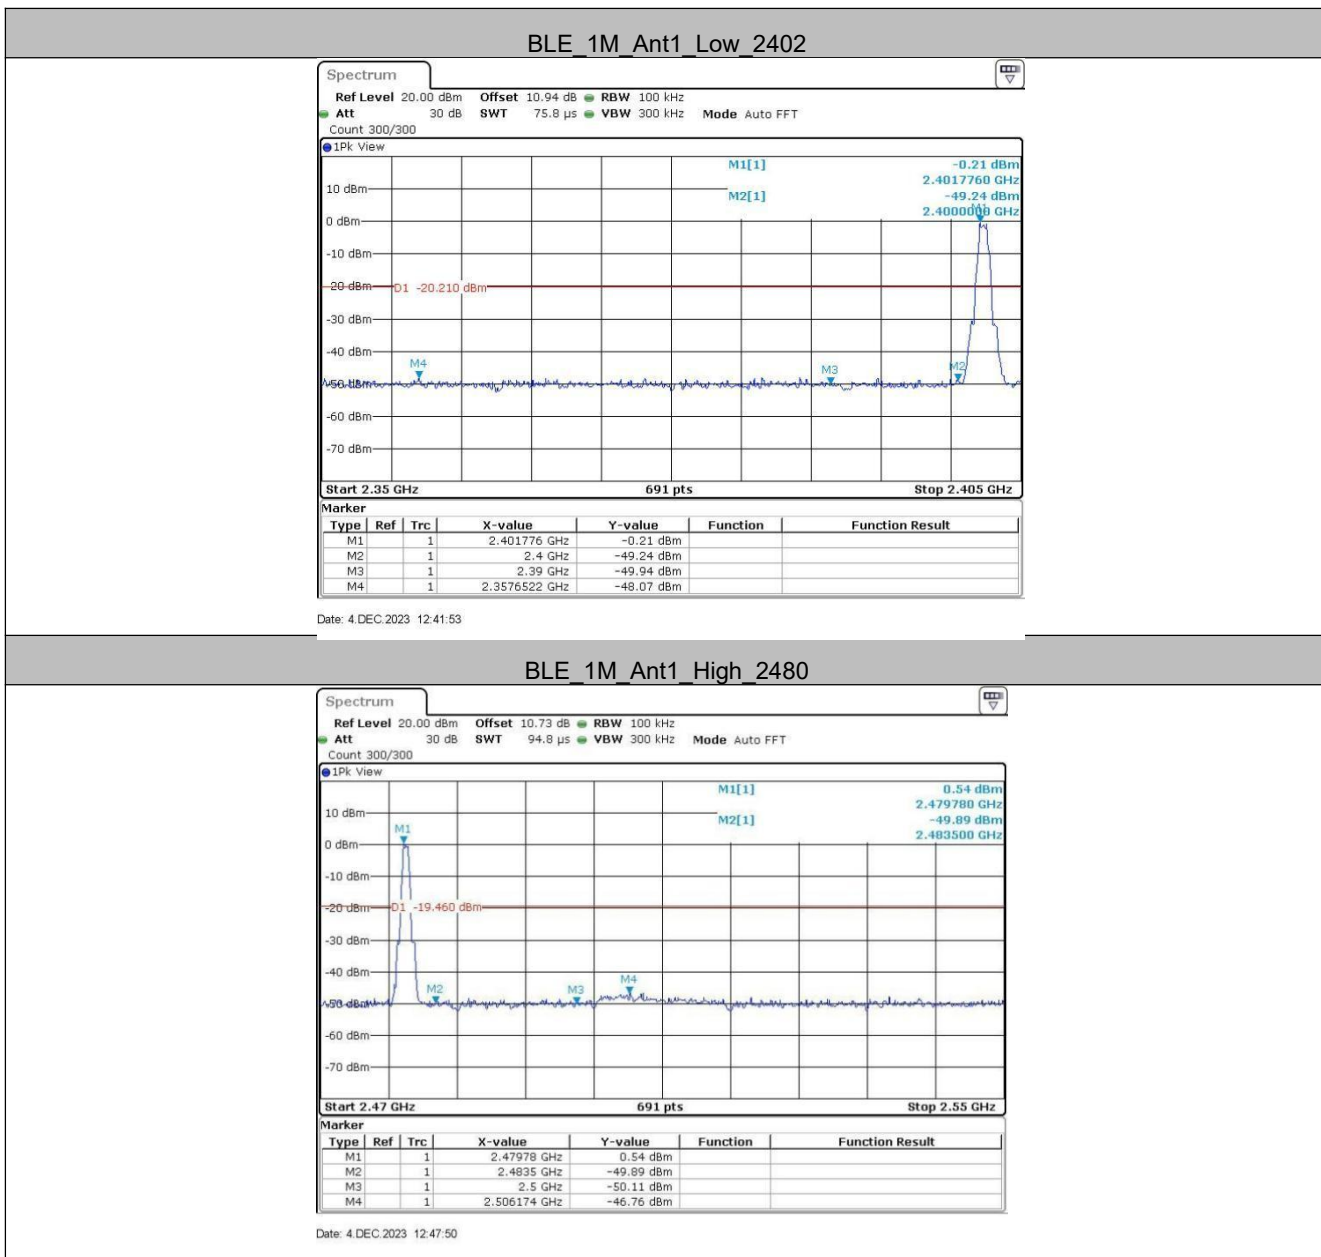 BLE_1M_Ant1_Low_2402
Spectrum
Ref Level 20.00 dBm Offset 10.94 dB RBW 100 kHz
Att 30 dB SWT 75.8 µs VBW 300 kHz Mode Auto FFT
Count 300/300
1Pk View
M1[1] -0.21 dBm
2.4017760 GHz
M2[1] -49.24 dBm
2.4000000 GHz
M1
10 dBm
0 dBm
-10 dBm
-20 dBm
D1 -20.210 dBm
-30 dBm
-40 dBm
M4 M3 M2
-50 dBm
-60 dBm
-70 dBm
Start 2.35 GHz 691 pts Stop 2.405 GHz
Marker
Type Ref Trc X-value Y-value Function Function Result
M1 1 2.401776 GHz -0.21 dBm
M2 1 2.4 GHz -49.24 dBm
M3 1 2.39 GHz -49.94 dBm
M4 1 2.3576522 GHz -48.07 dBm
Date: 4.DEC.2023 12:41:53
BLE_1M_Ant1_High_2480
Spectrum
Ref Level 20.00 dBm Offset 10.73 dB RBW 100 kHz
Att 30 dB SWT 94.8 µs VBW 300 kHz Mode Auto FFT
Count 300/300
1Pk View
M1[1] 0.54 dBm
2.479780 GHz
M2[1] -49.89 dBm
2.483500 GHz
10 dBm
M1
0 dBm
-10 dBm
-20 dBm
D1 -19.460 dBm
-30 dBm
-40 dBm
M2 M3 M4
-50 dBm
-60 dBm
-70 dBm
Start 2.47 GHz 691 pts Stop 2.55 GHz
Marker
Type Ref Trc X-value Y-value Function Function Result
M1 1 2.47978 GHz 0.54 dBm
M2 1 2.4835 GHz -49.89 dBm
M3 1 2.5 GHz -50.11 dBm
M4 1 2.506174 GHz -46.76 dBm
Date: 4.DEC.2023 12:47:50